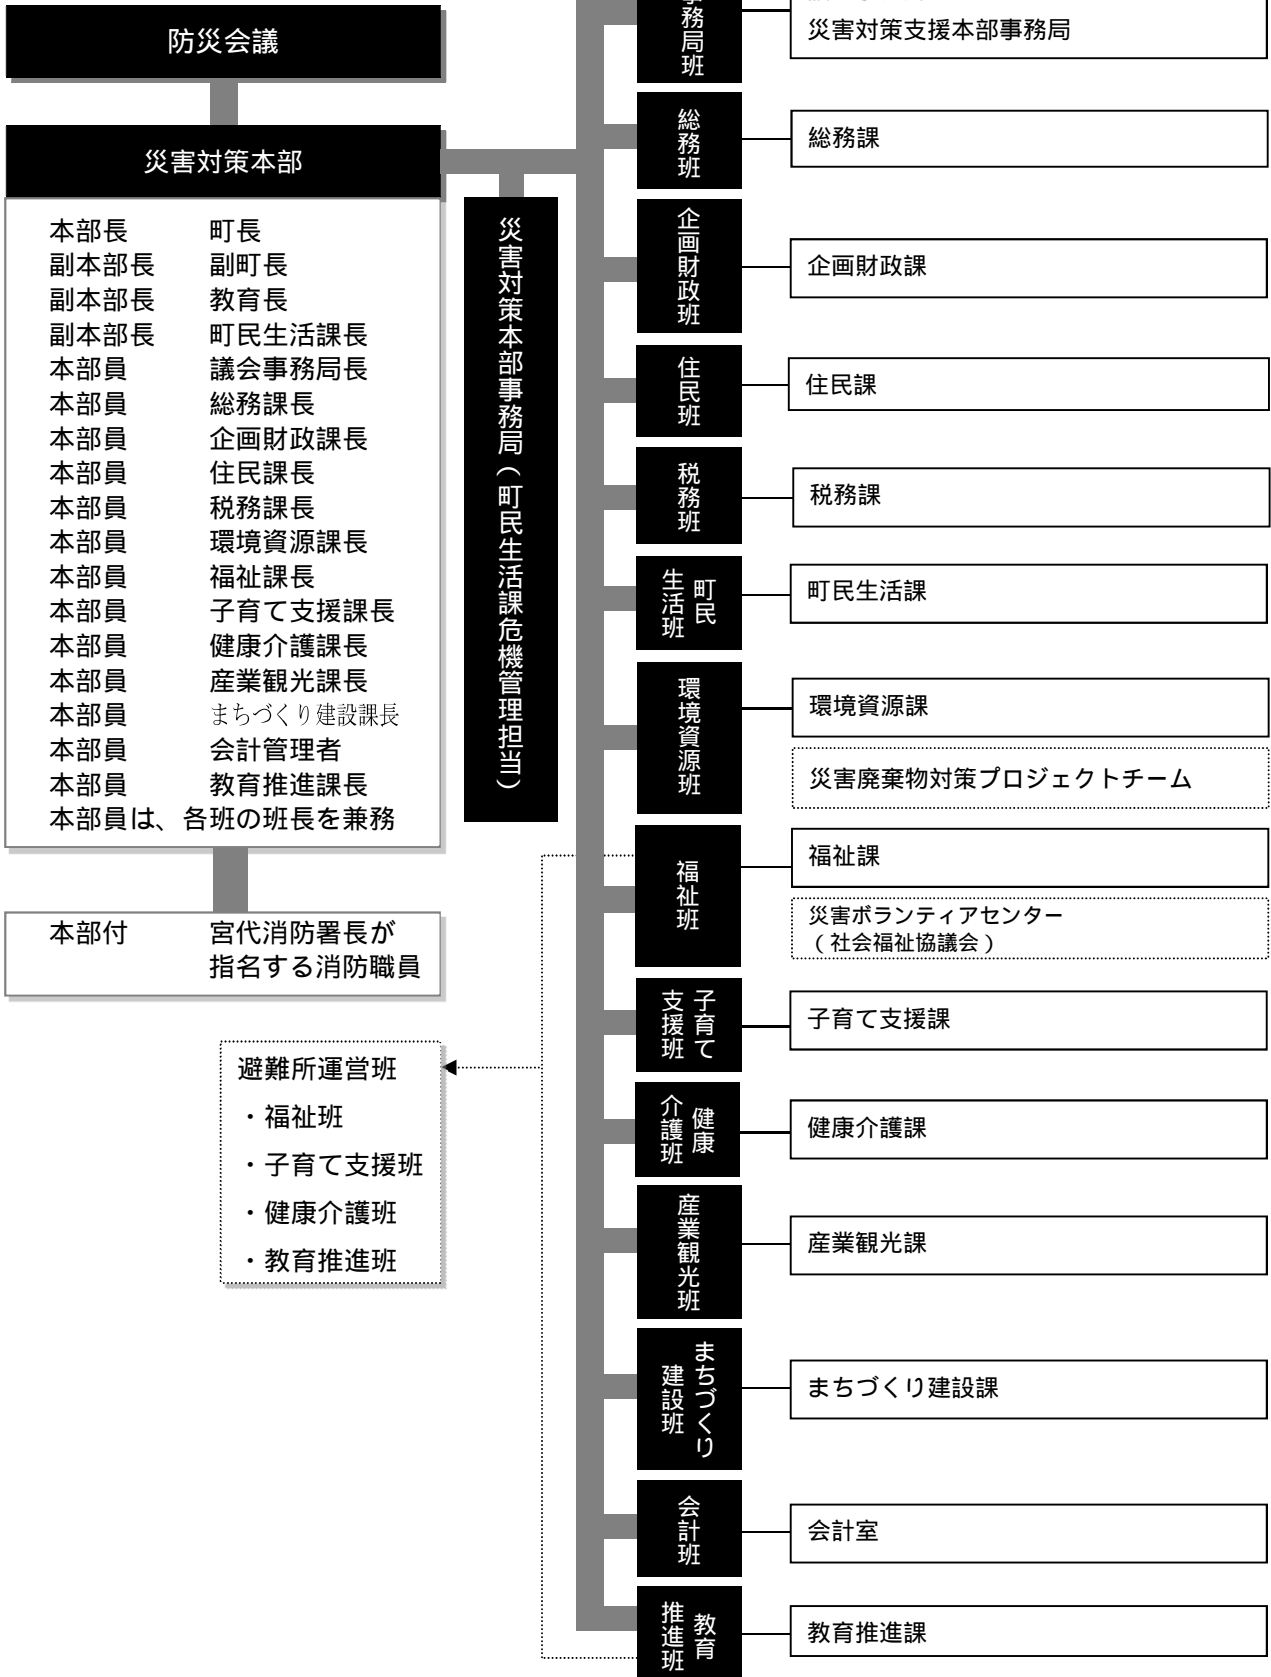 防災会議
災害対策本部
本部長 町長
副本部長 副町長
副本部長 教育長
副本部長 町民生活課長
本部員 議会事務局長
本部員 総務課長
本部員 企画財政課長
本部員 住民課長
本部員 税務課長
本部員 環境資源課長
本部員 福祉課長
本部員 子育て支援課長
本部員 健康介護課長
本部員 産業観光課長
本部員 まちづくり建設課長
本部員 会計管理者
本部員 教育推進課長
本部員は、各班の班長を兼務
本部付 宮代消防署長が
指名する消防職員
避難所運営班
・福祉班
・子育て支援班
・健康介護班
・教育推進班
災害対策本部事務局（町民生活課危機管理担当）
務局班
災害対策支援本部事務局
総務班
総務課
企画財政班
企画財政課
住民班
住民課
税務班
税務課
町民
生活班
町民生活課
環境資源班
環境資源課
災害廃棄物対策プロジェクトチーム
福祉班
福祉課
災害ボランティアセンター
（社会福祉協議会）
子育て
支援班
子育て支援課
健康
介護班
健康介護課
産業観光班
産業観光課
まちづくり
建設班
まちづくり建設課
会計班
会計室
教育
推進班
教育推進課